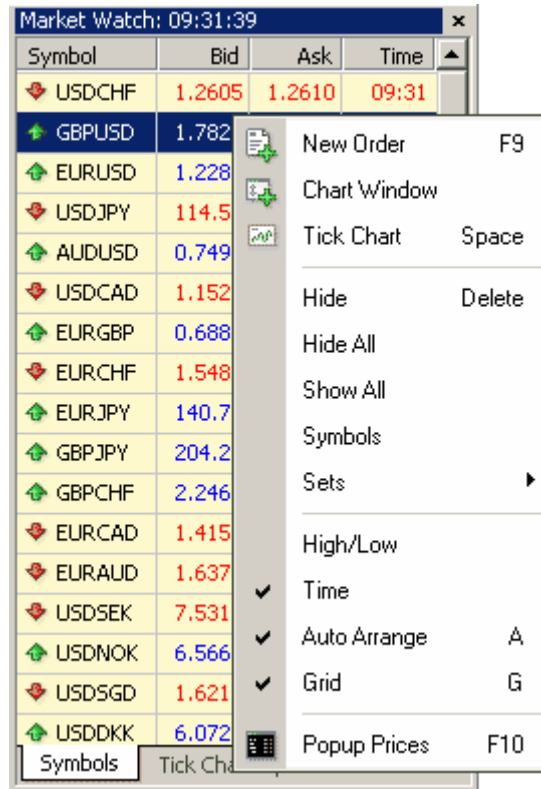 Market Watch: 09:31:39
Symbol Bid Ask Time
USDCHF 1.2605 1.2610 09:31
GBPUSD 1.782
EURUSD 1.228
USDJPY 114.5
AUDUSD 0.749
USDCAD 1.152
EURGBP 0.688
EURCHF 1.548
EURJPY 140.7
GBPJPY 204.2
GBPCHF 2.246
EURCAD 1.415
EURAUD 1.637
USDSEK 7.531
USDNOK 6.566
USDSGD 1.621
USDDKK 6.072
Symbols Tick Cha
New Order F9
Chart Window
Tick Chart Space
Hide Delete
Hide All
Show All
Symbols
Sets
High/Low
Time
Auto Arrange A
Grid G
Popup Prices F10